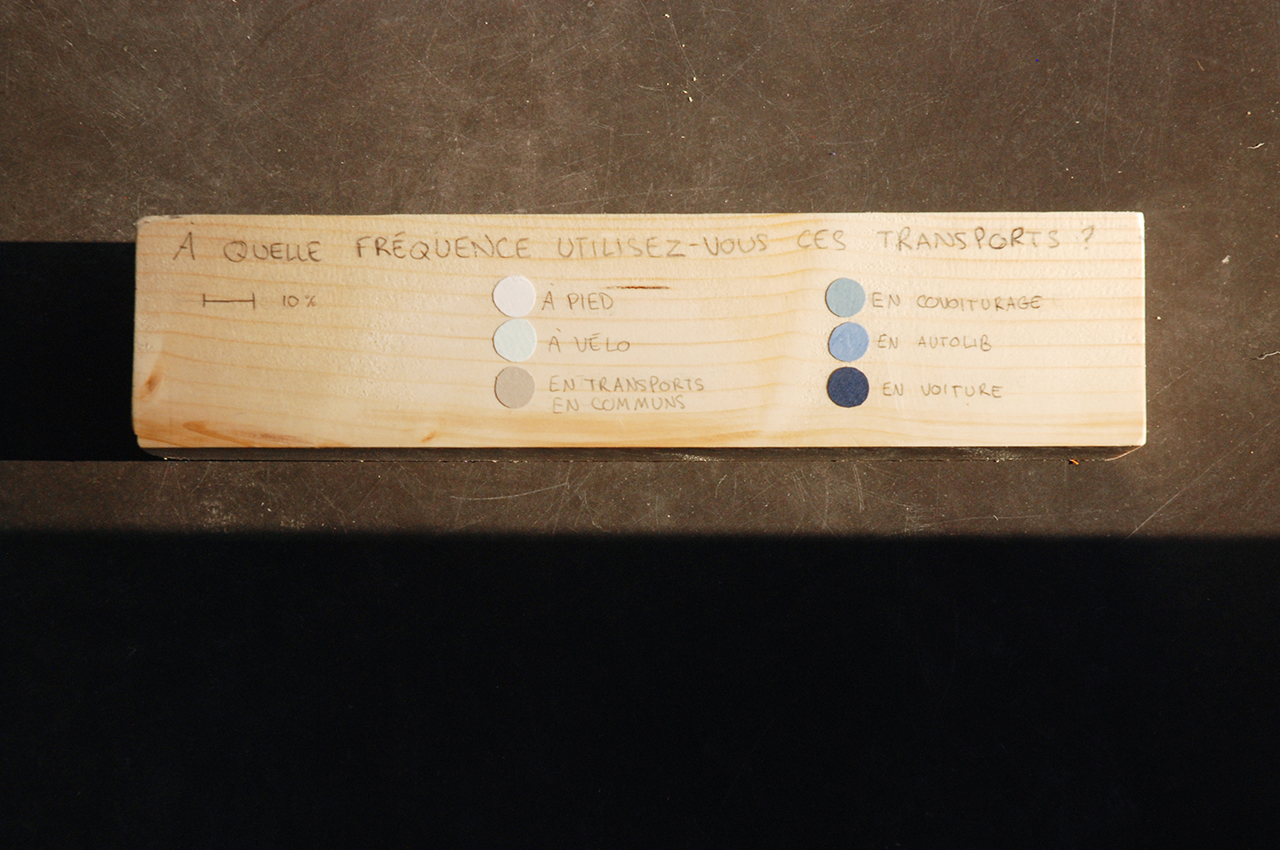 A QUELLE FRÉQUENCE UTILISEZ-VOUS CES TRANSPORTS ?
10%
À PIED
À VÉLO
EN TRANSPORTS
EN COMMUNS
EN COVOITURAGE
EN AUTOLIB
EN VOITURE